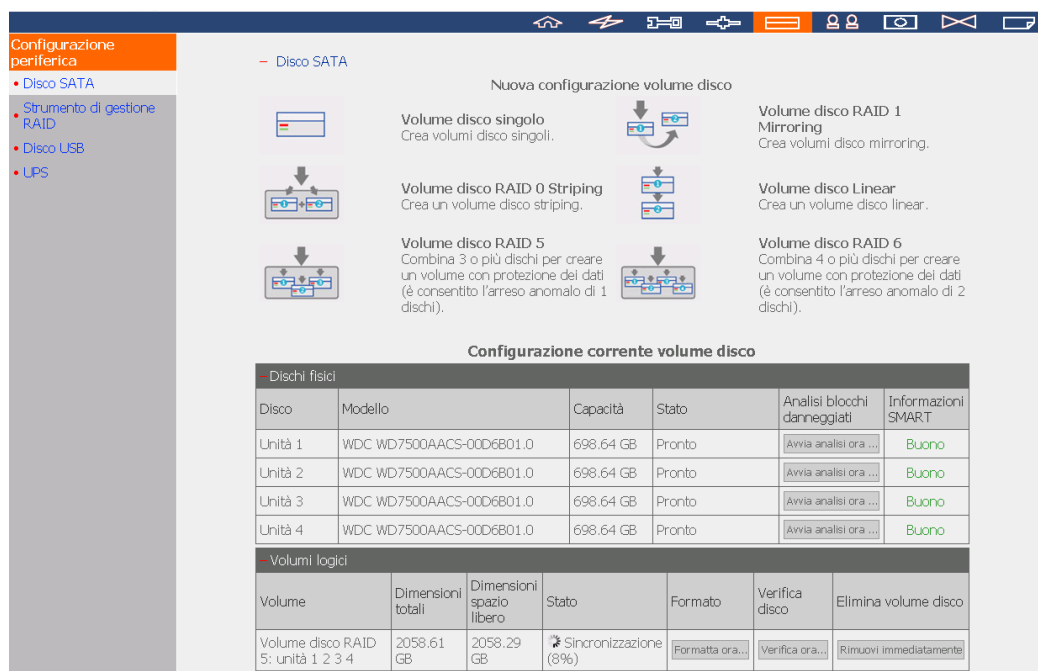 Configurazione
periferica
• Disco SATA
• Strumento di gestione
RAID
• Disco USB
• UPS
– Disco SATA
Nuova configurazione volume disco
Volume disco singolo
Crea volumi disco singoli.
Volume disco RAID 1
Mirroring
Crea volumi disco mirroring.
Volume disco RAID 0 Striping
Crea un volume disco striping.
Volume disco Linear
Crea un volume disco linear.
Volume disco RAID 5
Combina 3 o più dischi per creare
un volume con protezione dei dati
(è consentito l'arreso anomalo di 1
dischi).
Volume disco RAID 6
Combina 4 o più dischi per creare
un volume con protezione dei dati
(è consentito l'arreso anomalo di 2
dischi).
Configurazione corrente volume disco
– Dischi fisici
Disco Modello Capacità Stato Analisi blocchi danneggiati Informazioni SMART
Unità 1 WDC WD7500AACS-00D6B01.0 698.64 GB Pronto Avvia analisi ora ... Buono
Unità 2 WDC WD7500AACS-00D6B01.0 698.64 GB Pronto Avvia analisi ora ... Buono
Unità 3 WDC WD7500AACS-00D6B01.0 698.64 GB Pronto Avvia analisi ora ... Buono
Unità 4 WDC WD7500AACS-00D6B01.0 698.64 GB Pronto Avvia analisi ora ... Buono
– Volumi logici
Volume Dimensioni totali Dimensioni spazio libero Stato Formato Verifica disco Elimina volume disco
Volume disco RAID 5: unità 1 2 3 4 2058.61 GB 2058.29 GB Sincronizzazione (8%) Formatta ora... Verifica ora... Rimuovi immediatamente